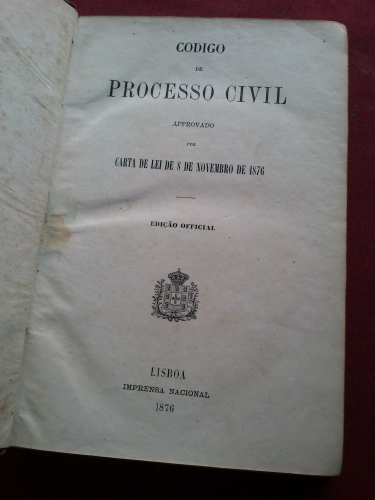 CODIGO
DE
PROCESSO CIVIL
APPROVADO
POR
CARTA DE LEI DE 8 DE NOVEMBRO DE 1876
EDIÇÃO OFFICIAL
LISBOA
IMPRENSA NACIONAL
1876